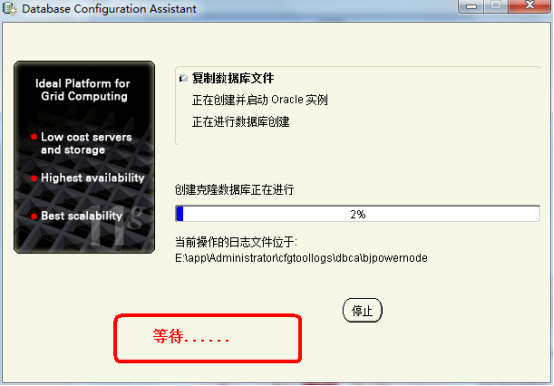 Database Configuration Assistant
Ideal Platform for
Grid Computing
Low cost servers
and storage
Highest availability
Best scalability
11g
复制数据库文件
正在创建并启动 Oracle 实例
正在进行数据库创建
创建克隆数据库正在进行
2%
当前操作的日志文件位于:
E:\app\Administrator\cfgtoollogs\dbca\bjpowernode
停止
等待......